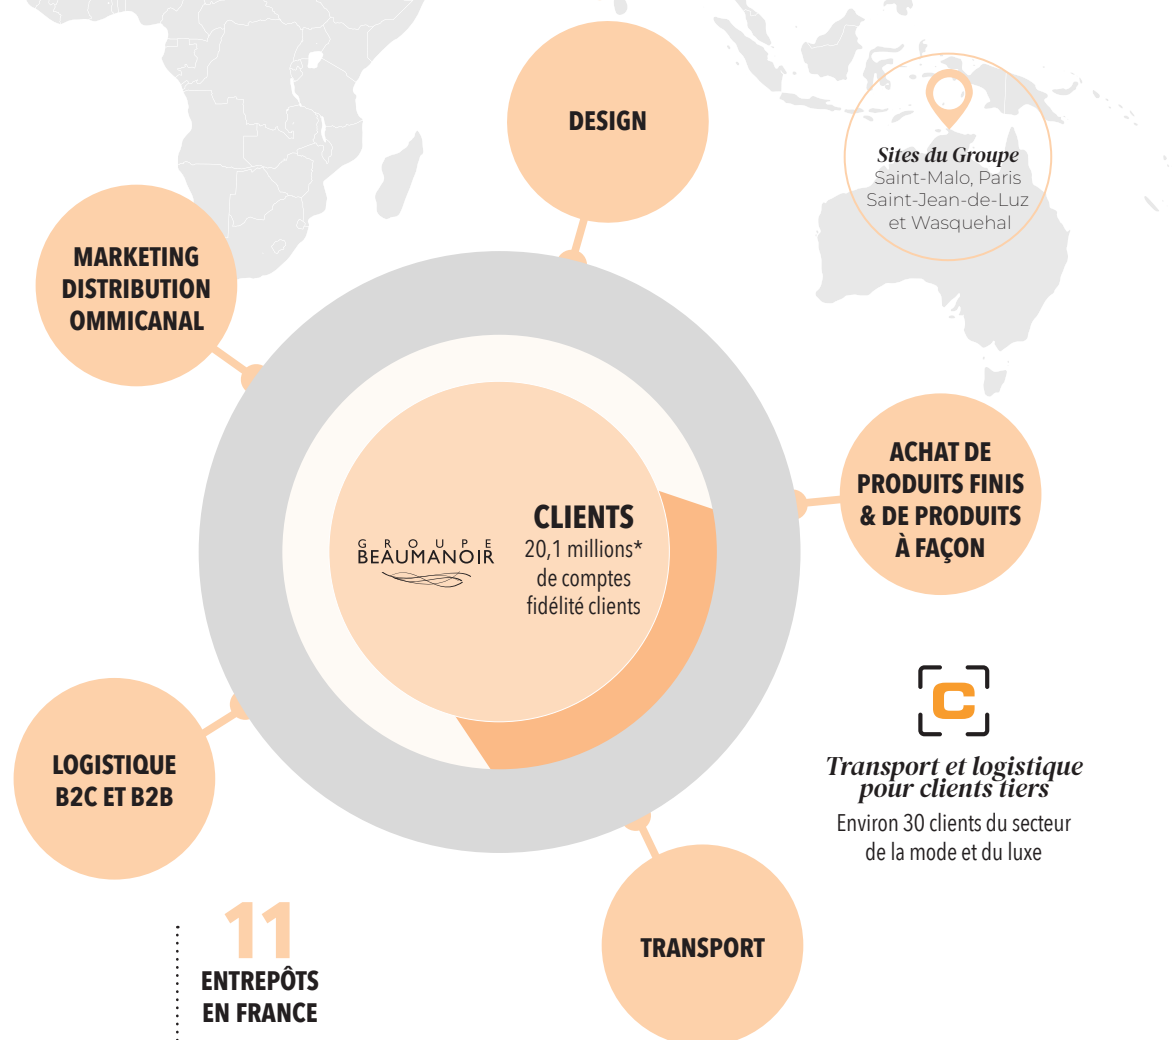 DESIGN
Sites du Groupe
Saint-Malo, Paris
Saint-Jean-de-Luz
et Wasquehal
MARKETING
DISTRIBUTION
OMMICANAL
ACHAT DE
PRODUITS FINIS
& DE PRODUITS
À FAÇON
GROUPE
BEAUMANOIR
CLIENTS
20,1 millions*
de comptes
fidélité clients
LOGISTIQUE
B2C ET B2B
C
Transport et logistique
pour clients tiers
Environ 30 clients du secteur
de la mode et du luxe
TRANSPORT
11
ENTREPÔTS
EN FRANCE